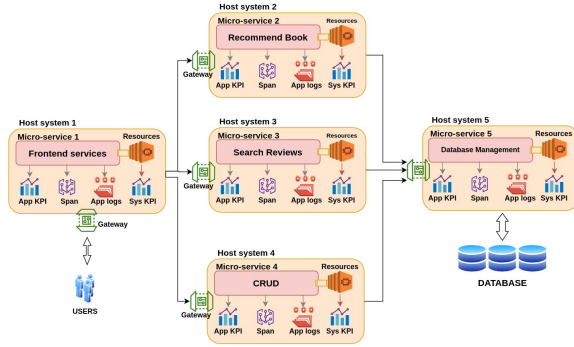 Host system 2
Micro-service 2
Resources
Recommend Book
Gateway
App KPI
Span
App logs
Sys KPI
Host system 1
Micro-service 1
Resources
Frontend services
App KPI
Span
App logs
Sys KPI
Gateway
USERS
Host system 3
Micro-service 3
Resources
Search Reviews
Gateway
App KPI
Span
App logs
Sys KPI
Host system 4
Micro-service 4
Resources
CRUD
Gateway
App KPI
Span
App logs
Sys KPI
Host system 5
Micro-service 5
Resources
Database Management
Gateway
App KPI
Span
App logs
Sys KPI
DATABASE